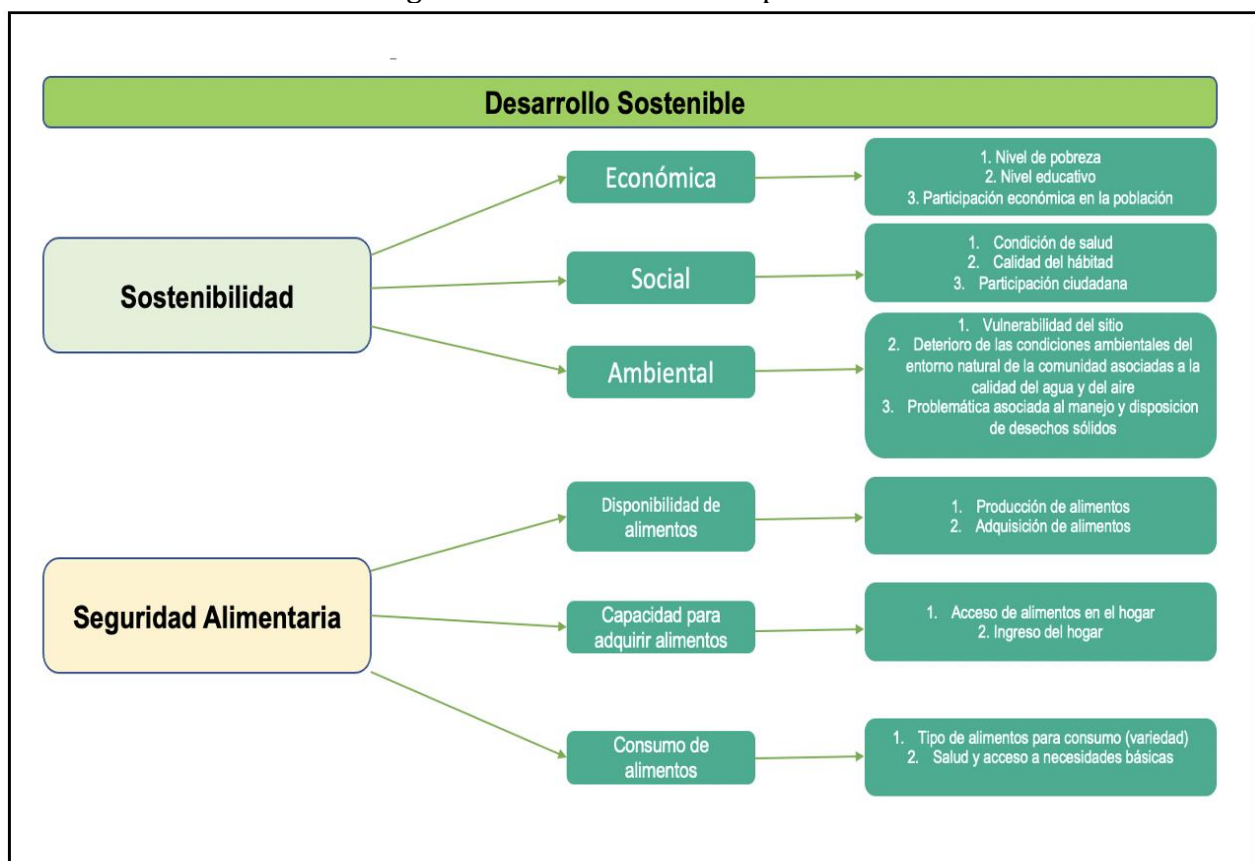 Desarrollo Sostenible
Económica
1. Nivel de pobreza
2. Nivel educativo
3. Participación económica en la población
Sostenibilidad
Social
1. Condición de salud
2. Calidad del hábitad
3. Participación ciudadana
Ambiental
1. Vulnerabilidad del sitio
2. Deterioro de las condiciones ambientales del
entorno natural de la comunidad asociadas a la
calidad del agua y del aire
3. Problemática asociada al manejo y disposicion
de desechos sólidos
Disponibilidad de
alimentos
1. Producción de alimentos
2. Adquisición de alimentos
Seguridad Alimentaria
Capacidad para
adquirir alimentos
1. Acceso de alimentos en el hogar
2. Ingreso del hogar
Consumo de
alimentos
1. Tipo de alimentos para consumo (variedad)
2. Salud y acceso a necesidades básicas